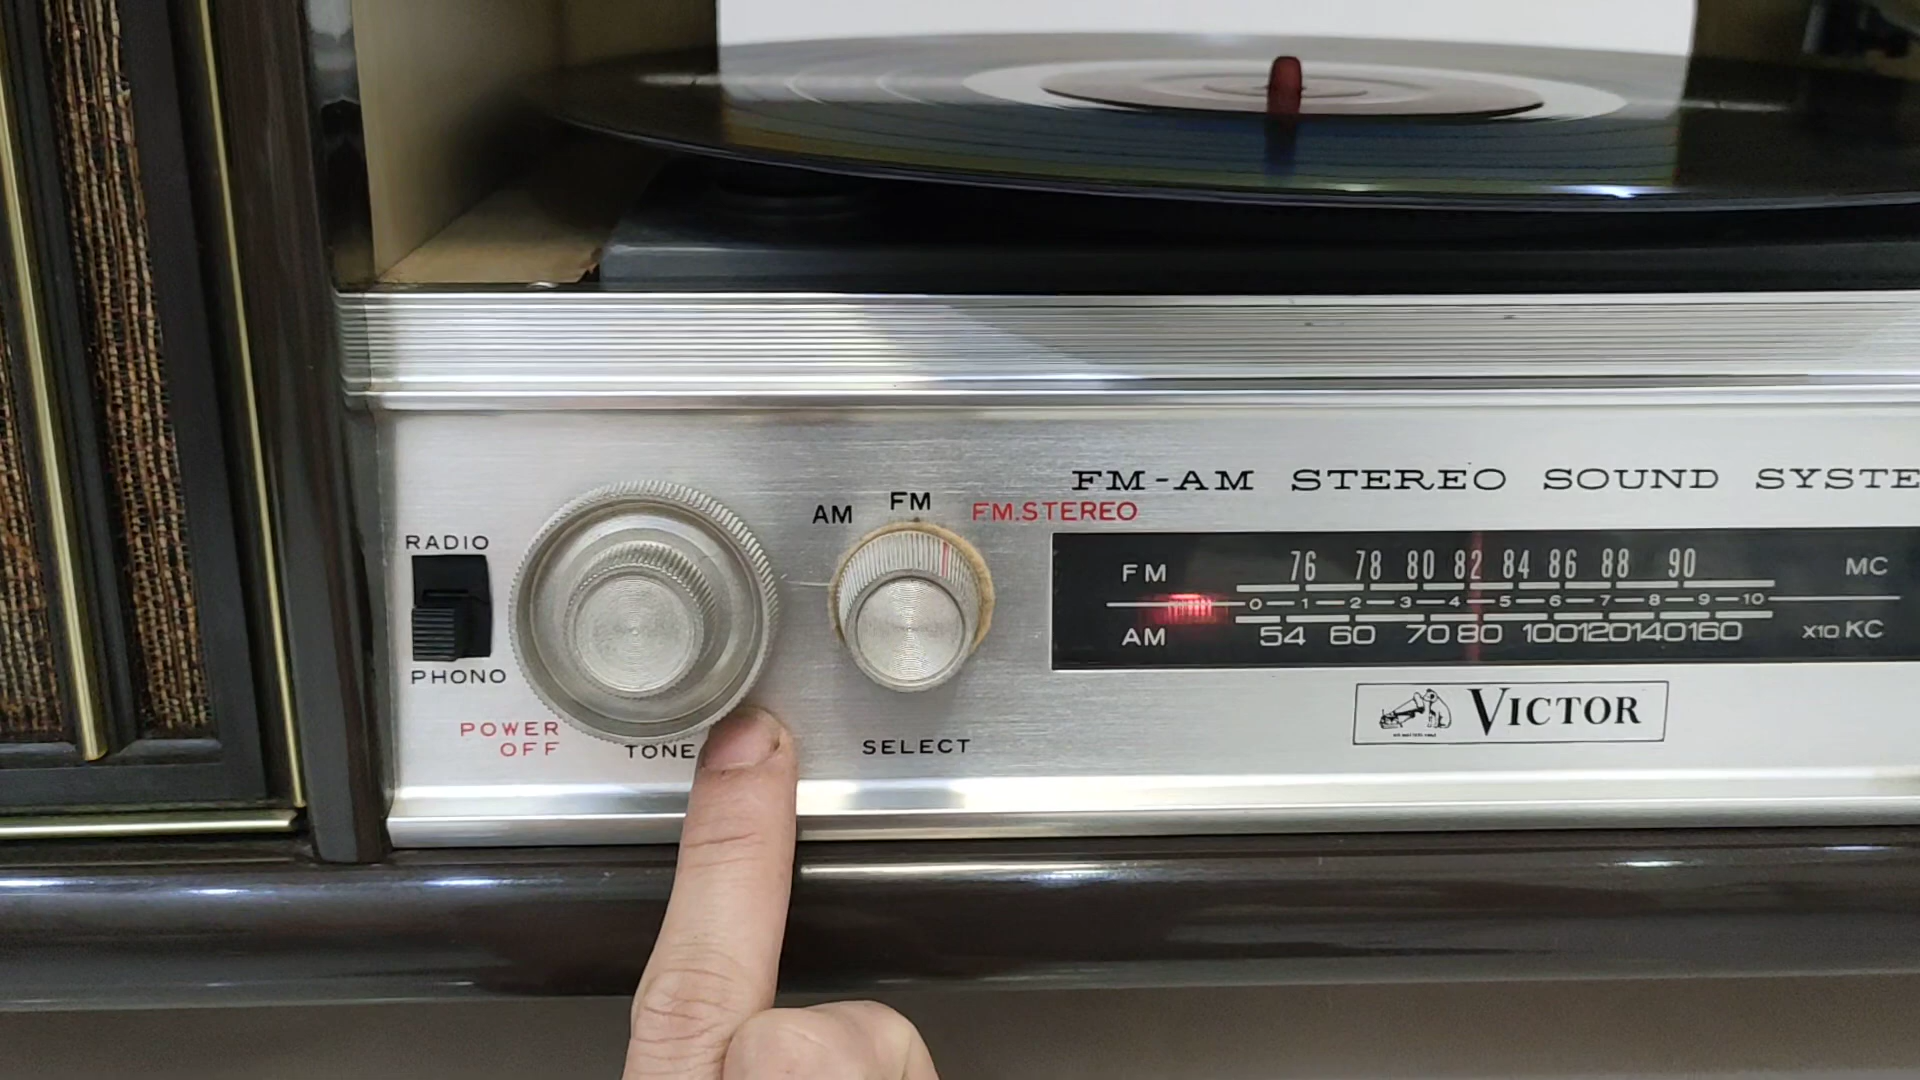 FM-AM STEREO SOUND SYSTE
AM FM FM.STEREO
RADIO
PHONO
POWER
OFF
TONE
SELECT
FM 76 78 80 82 84 86 88 90 MC
0 1 2 3 4 5 6 7 8 9 10
AM 54 60 70 80 100 120 140 160 X10 KC
VICTOR